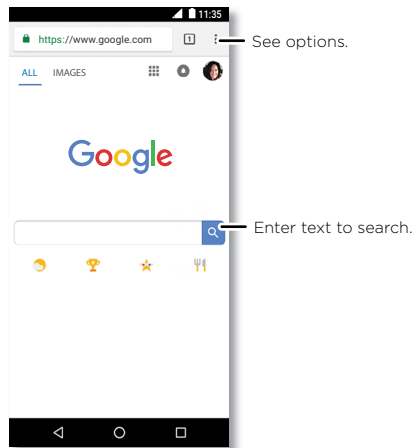 11:35
https://www.google.com 1
See options.
ALL IMAGES
Google
Enter text to search.